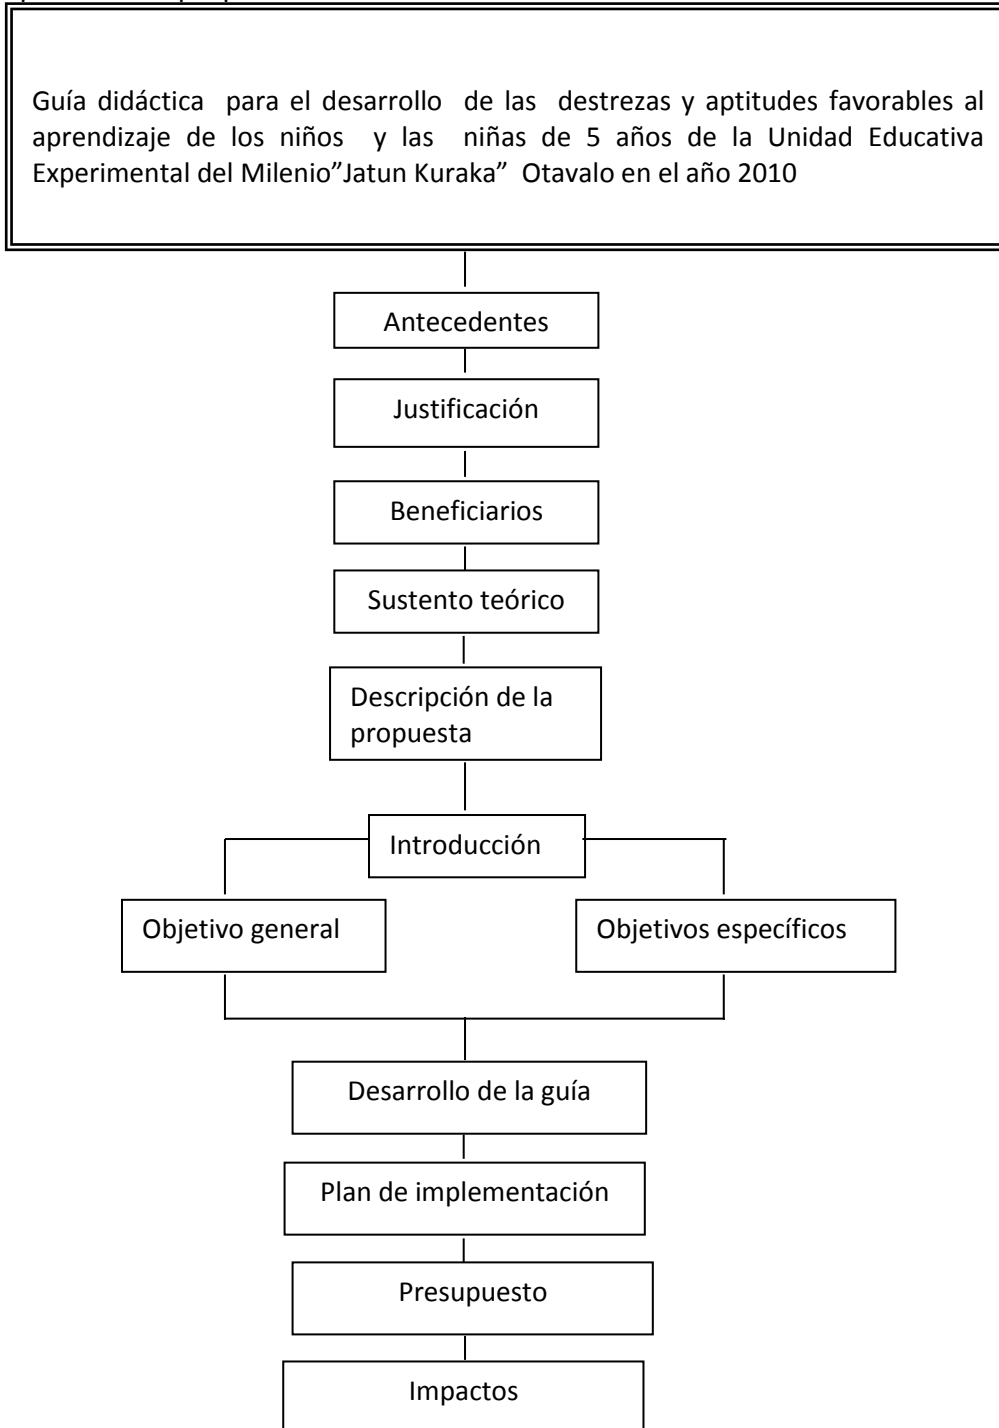 Guía didáctica para el desarrollo de las destrezas y aptitudes favorables al
aprendizaje de los niños y las niñas de 5 años de la Unidad Educativa
Experimental del Milenio”Jatun Kuraka” Otavalo en el año 2010
Antecedentes
Justificación
Beneficiarios
Sustento teórico
Descripción de la
propuesta
Introducción
Objetivo general
Objetivos específicos
Desarrollo de la guía
Plan de implementación
Presupuesto
Impactos